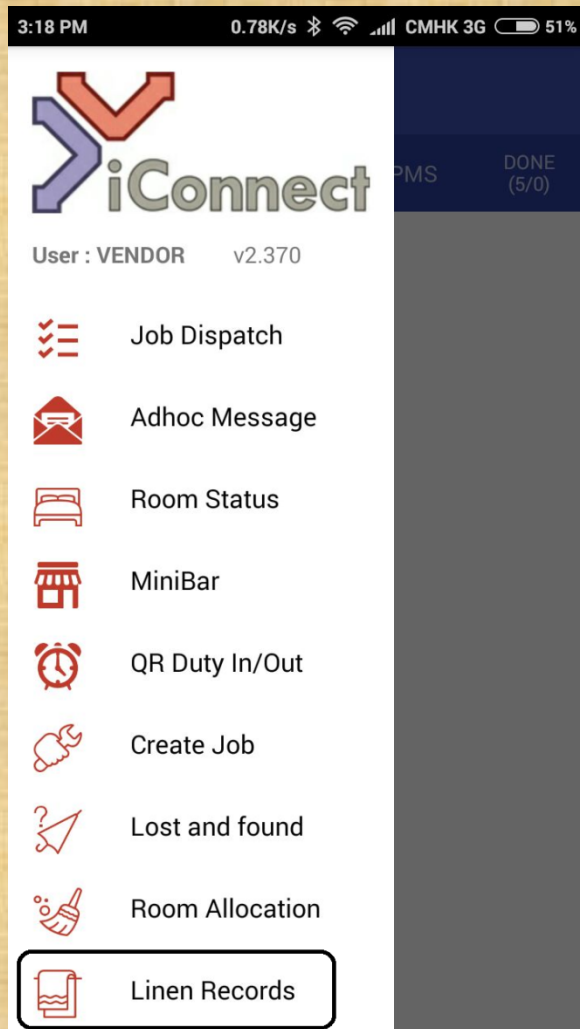 3:18 PM 0.78K/s CMHK 3G 51%
iConnect
PMS DONE
(5/0)
User : VENDOR v2.370
Job Dispatch
Adhoc Message
Room Status
MiniBar
QR Duty In/Out
Create Job
Lost and found
Room Allocation
Linen Records